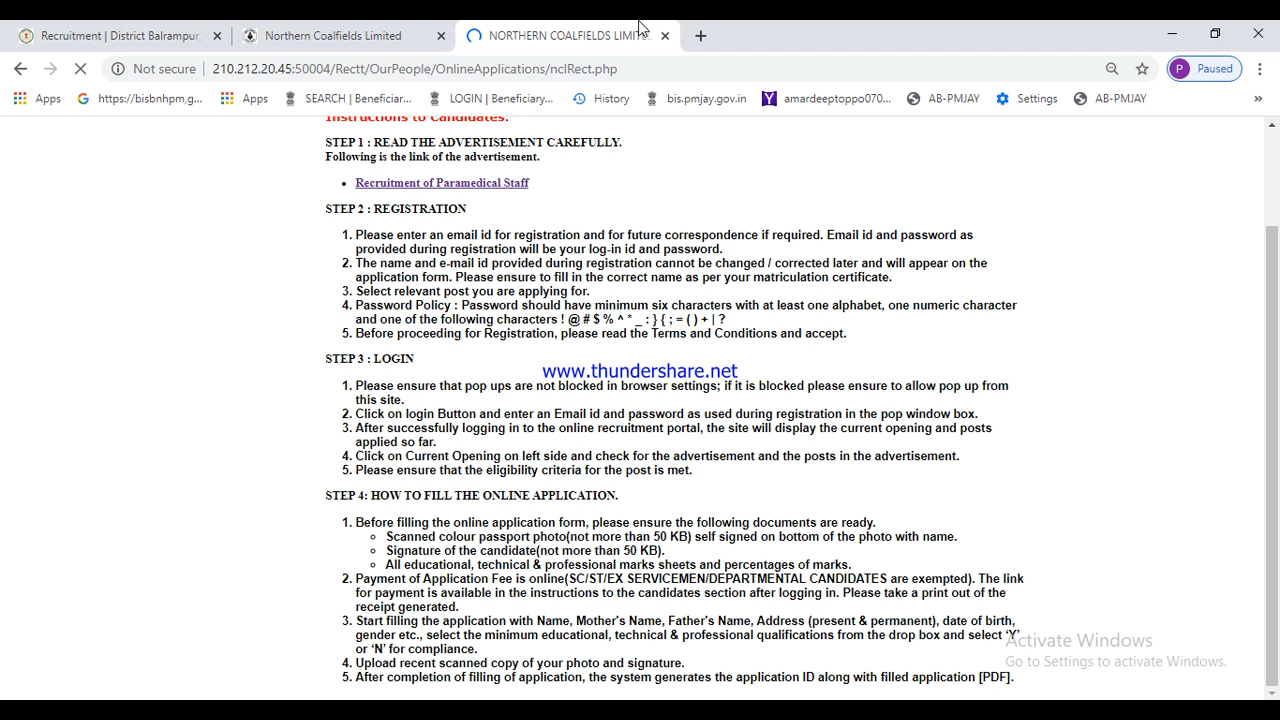 Recruitment | District Balrampur,
Northern Coalfields Limited
NORTHERN COALFIELDS LIMITE
Not secure
210.212.20.45:50004/Rectt/OurPeople/OnlineApplications/nclRect.php
P Paused
Apps
https://bisbnhpm,g...
Apps
SEARCH | Beneficiar...
LOGIN | Beneficiary...
History
bis.pmjay.gov.in
amardeeptoppo070...
AB-PMJAY
Settings
AB-PMJAY
»
Instructions to Candidates:
STEP 1 : READ THE ADVERTISEMENT CAREFULLY.
Following is the link of the advertisement.
• Recruitment of Paramedical Staff
STEP 2 : REGISTRATION
1. Please enter an email id for registration and for future correspondence if required. Email id and password as
provided during registration will be your log-in id and password.
2. The name and e-mail id provided during registration cannot be changed / corrected later and will appear on the
application form. Please ensure to fill in the correct name as per your matriculation certificate.
3. Select relevant post you are applying for.
4. Password Policy : Password should have minimum six characters with at least one alphabet, one numeric character
and one of the following characters ! @ # $ % ^ * _ : } { ; = ( ) + | ?
5. Before proceeding for Registration, please read the Terms and Conditions and accept.
STEP 3 : LOGIN
www.thundershare.net
1. Please ensure that pop ups are not blocked in browser settings; if it is blocked please ensure to allow pop up from
this site.
2. Click on login Button and enter an Email id and password as used during registration in the pop window box.
3. After successfully logging in to the online recruitment portal, the site will display the current opening and posts
applied so far.
4. Click on Current Opening on left side and check for the advertisement and the posts in the advertisement.
5. Please ensure that the eligibility criteria for the post is met.
STEP 4: HOW TO FILL THE ONLINE APPLICATION.
1. Before filling the online application form, please ensure the following documents are ready.
Scanned colour passport photo(not more than 50 KB) self signed on bottom of the photo with name.
Signature of the candidate(not more than 50 KB).
All educational, technical & professional marks sheets and percentages of marks.
2. Payment of Application Fee is online(SC/ST/EX SERVICEMEN/DEPARTMENTAL CANDIDATES are exempted). The link
for payment is available in the instructions to the candidates section after logging in. Please take a print out of the
receipt generated.
3. Start filling the application with Name, Mother's Name, Father's Name, Address (present & permanent), date of birth,
gender etc., select the minimum educational, technical & professional qualifications from the drop box and select ‘Y’
or ‘N’ for compliance.
4. Upload recent scanned copy of your photo and signature.
5. After completion of filling of application, the system generates the application ID along with filled application [PDF].
Activate Windows
Go to Settings to activate Windows.